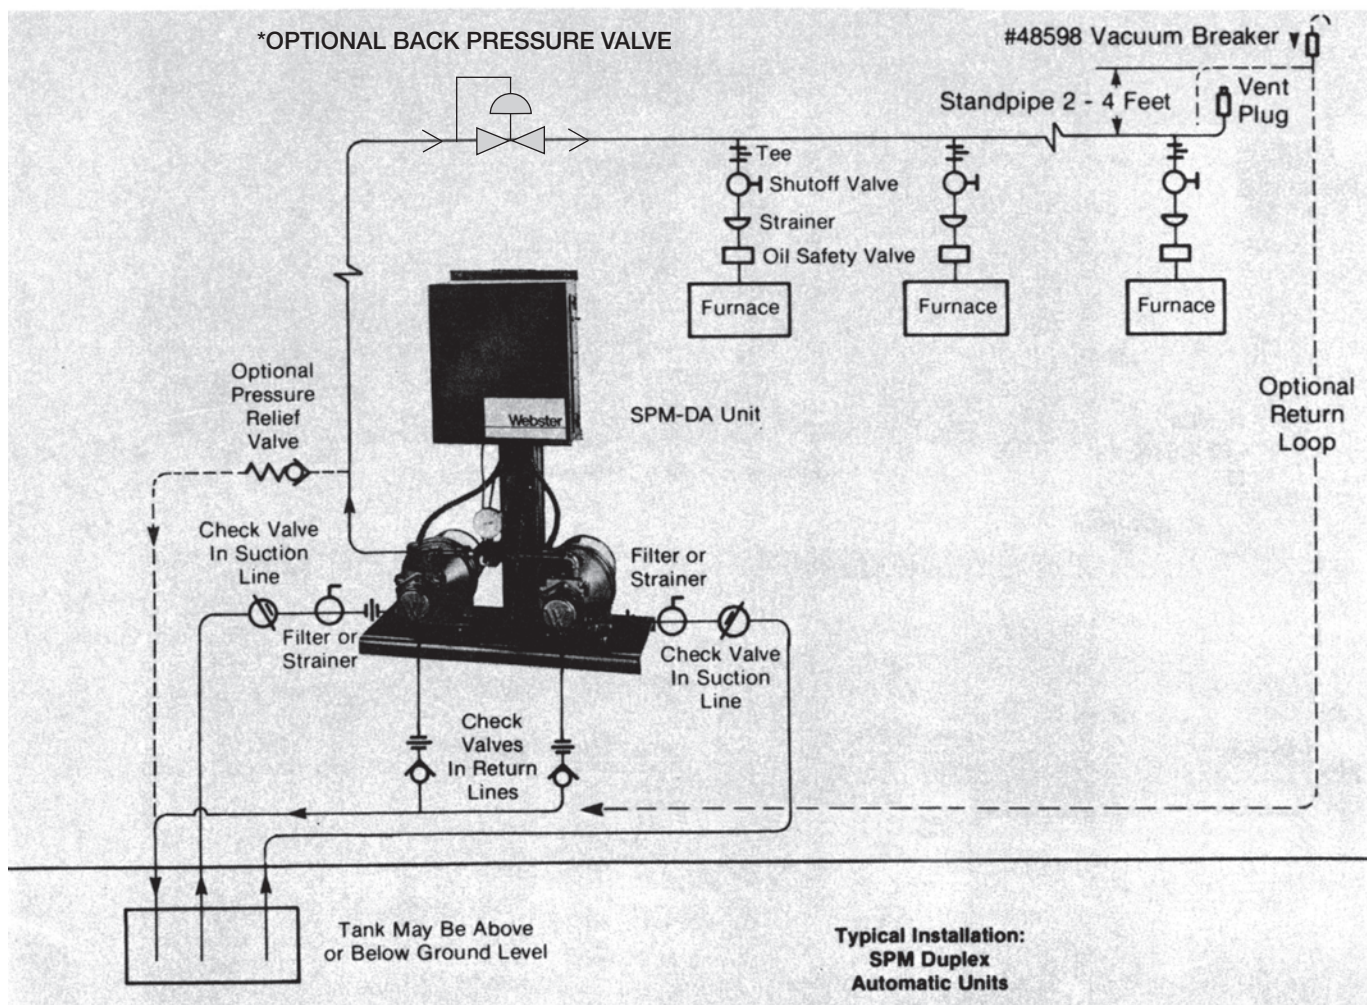 *OPTIONAL BACK PRESSURE VALVE
#48598 Vacuum Breaker
Standpipe 2 - 4 Feet
Vent
Plug
Tee
Shutoff Valve
Strainer
Oil Safety Valve
Furnace
Furnace
Furnace
Optional
Pressure
Relief
Valve
Webster
SPM-DA Unit
Optional
Return
Loop
Check Valve
In Suction
Line
Filter or
Strainer
Filter or
Strainer
Check Valve
In Suction
Line
Check
Valves
In Return
Lines
Tank May Be Above
or Below Ground Level
Typical Installation:
SPM Duplex
Automatic Units